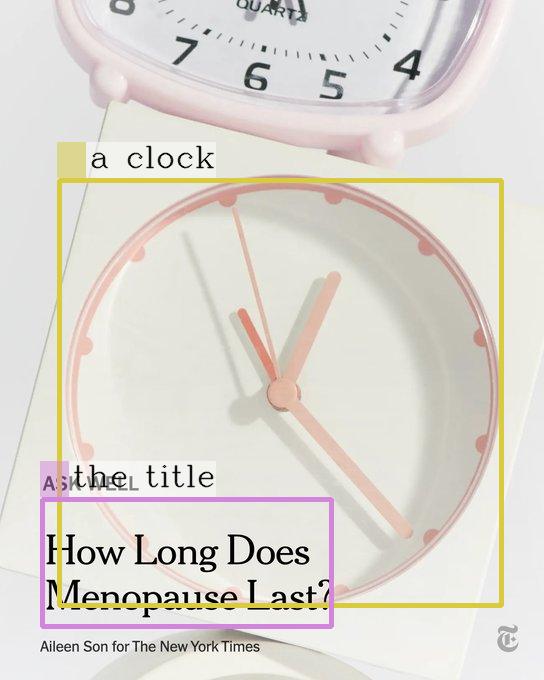 QUARTZ
8 7 6 5 4
a clock
the title
ASK WELL
How Long Does
Menopause Last?
Aileen Son for The New York Times
T